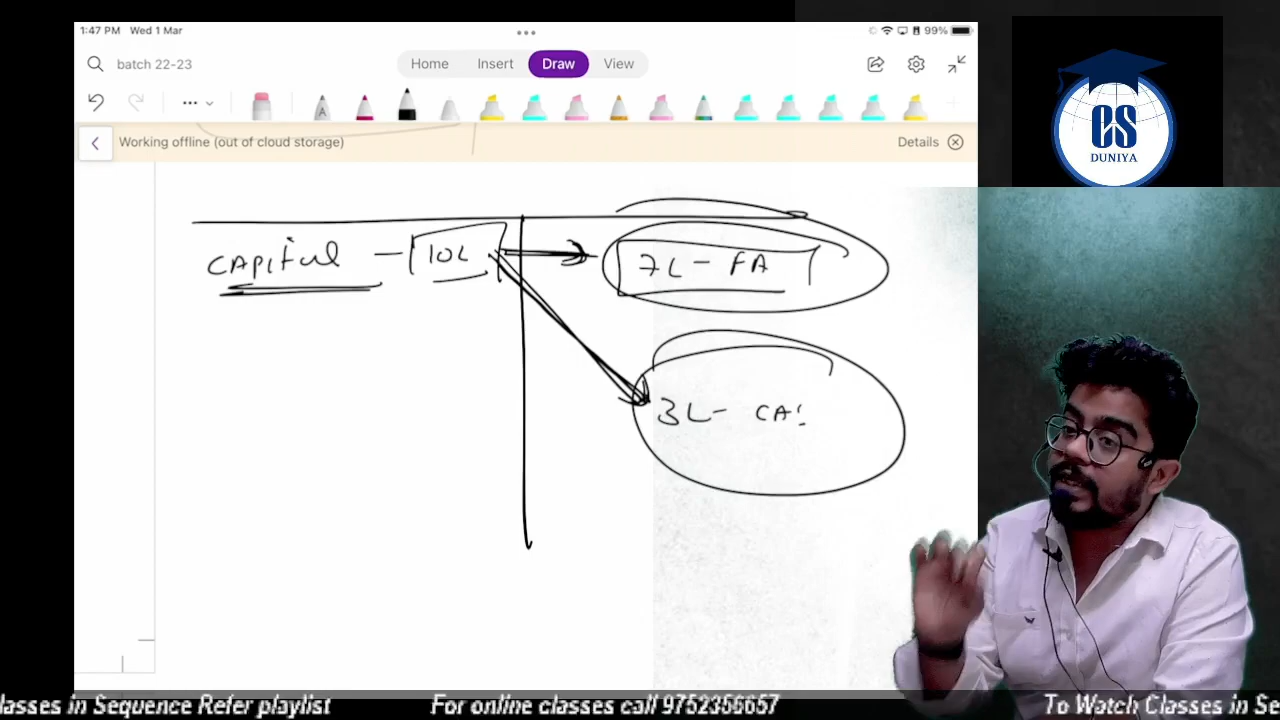 1:47 PM Wed 1 Mar
99%
batch 22-23
Home Insert Draw View
Working offline (out of cloud storage)
Details
CS
DUNIYA
CAPITAL - 10L
7L - FA
3L - CA
lasses in Sequence Refer playlist
For online classes call 9752356657
To Watch Classes in Se